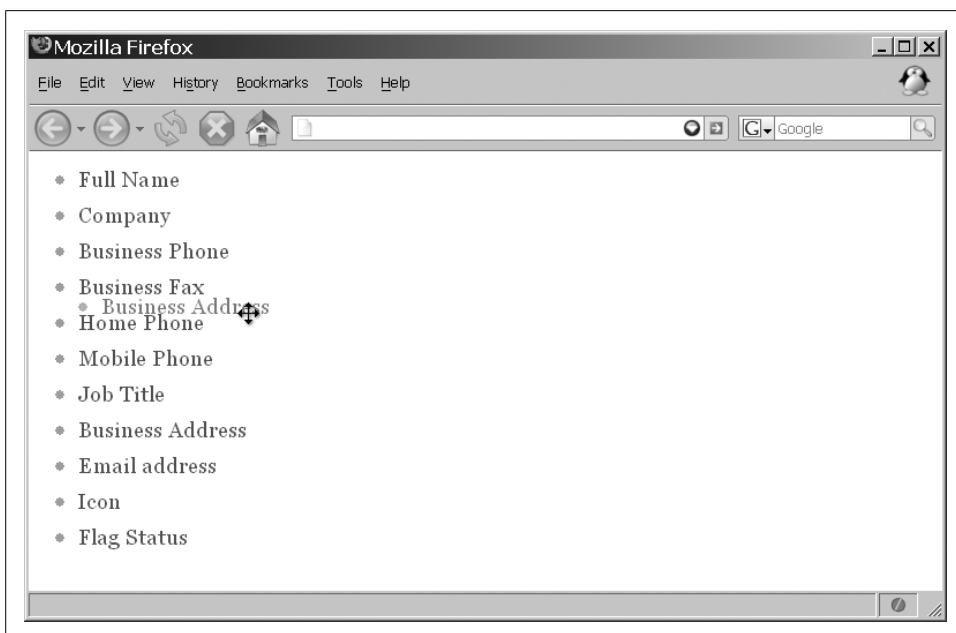 Mozilla Firefox
File Edit View History Bookmarks Tools Help
G Google
Full Name
Company
Business Phone
Business Fax
Business Address
Home Phone
Mobile Phone
Job Title
Business Address
Email address
Icon
Flag Status